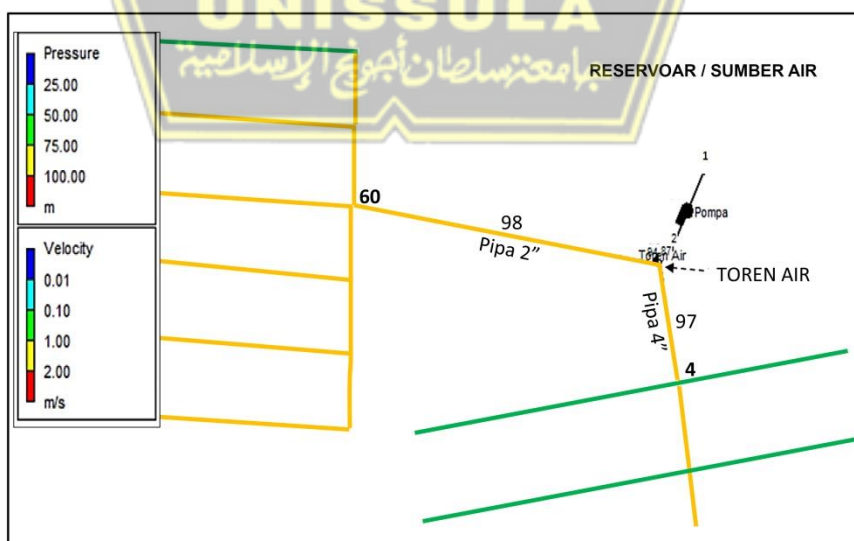 UNISSULA
جامعتسلطان أجونج الإسلامية
RESERVOAR / SUMBER AIR
Pressure
25.00
50.00
75.00
100.00
m
Velocity
0.01
0.10
1.00
2.00
m/s
1
Pompa
2
Toren Air
TOREN AIR
60
98
Pipa 2”
97
Pipa 4”
4